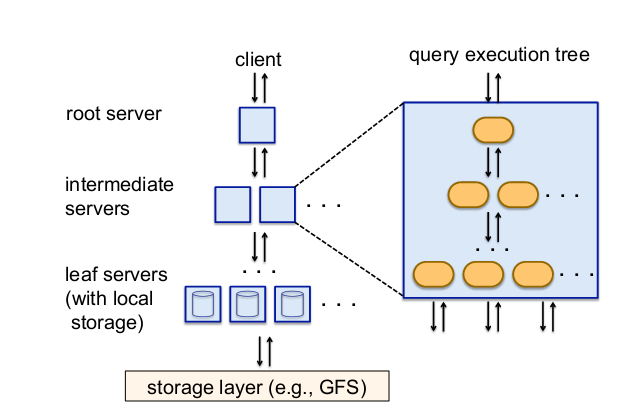 client
query execution tree
root server
intermediate
servers
. . .
. . .
. . .
. . .
leaf servers
(with local
storage)
. . .
. . .
storage layer (e.g., GFS)